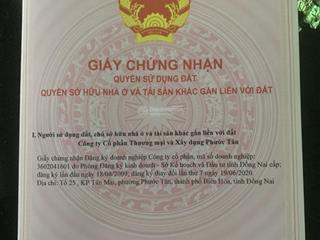 GIẤY CHỨNG NHẬN
QUYỀN SỬ DỤNG ĐẤT
QUYỀN SỞ HỮU NHÀ Ở VÀ TÀI SẢN KHÁC GẮN LIỀN VỚI ĐẤT
I. Người sử dụng đất, chủ sở hữu nhà ở và tài sản khác gắn liền với đất
Công ty Cổ phần Thương mại và Xây dựng Phước Tân
Giấy chứng nhận Đăng ký doanh nghiệp Công ty cổ phần, mã số doanh nghiệp:
3602041601 do Phòng Đăng ký kinh doanh - Sở Kế hoạch và Đầu tư tỉnh Đồng Nai cấp;
đăng ký lần đầu ngày 18/08/2009, đăng ký thay đổi lần thứ 7 ngày 19/06/2020.
Địa chỉ: Tổ 25, KP Tân Mai, phường Phước Tân, thành phố Biên Hòa, tỉnh Đồng Nai